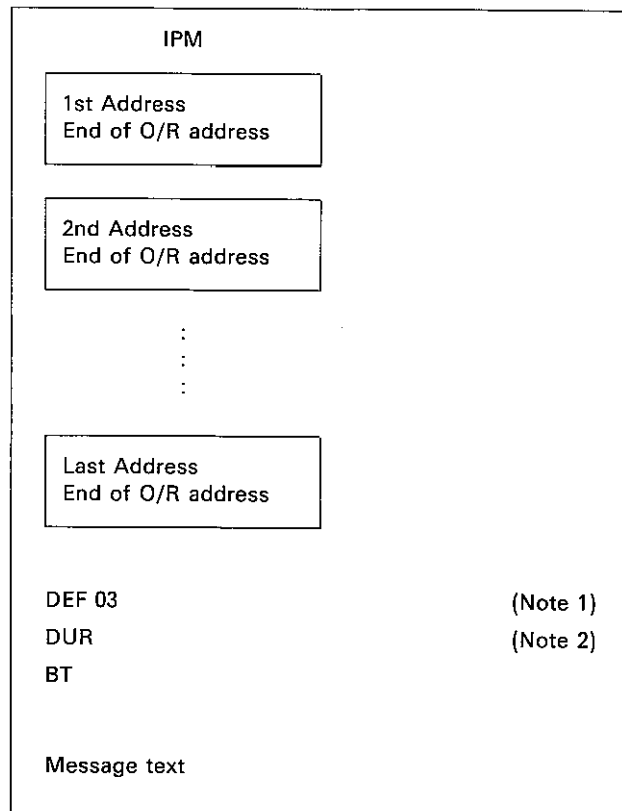 IPM
1st Address
End of O/R address
2nd Address
End of O/R address
:
:
:
Last Address
End of O/R address
DEF 03 (Note 1)
DUR (Note 2)
BT
Message text